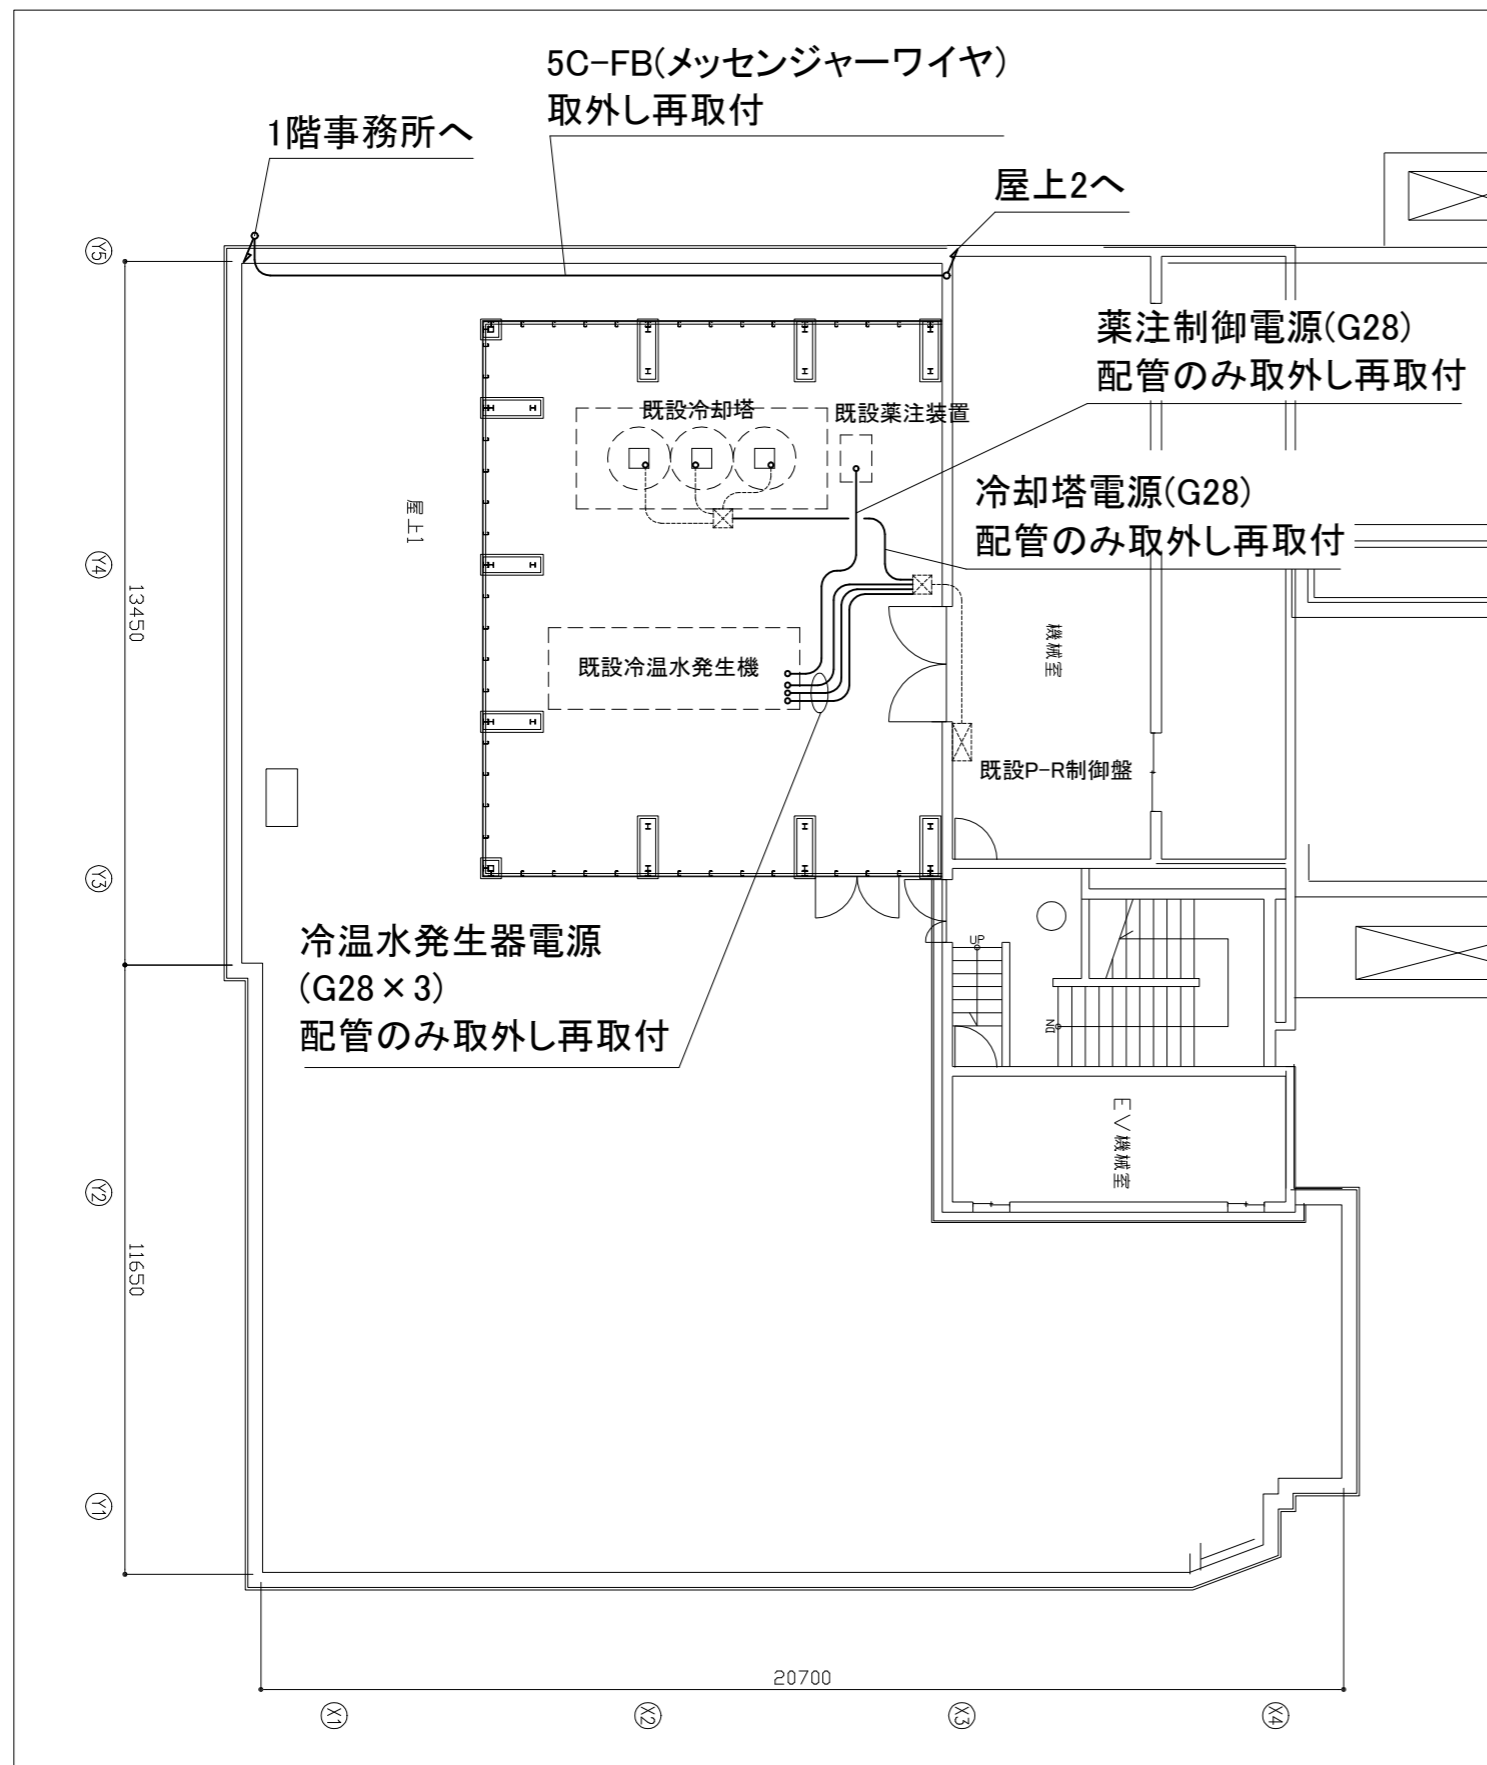 5C-FB(メッセンジャーワイヤ)
取外し再取付
1階事務所へ
屋上2へ
Y5
薬注制御電源(G28)
配管のみ取外し再取付
既設冷却塔
既設薬注装置
冷却塔電源(G28)
配管のみ取外し再取付
屋上1
Y4
13450
機械室
既設冷温水発生機
既設P-R制御盤
Y3
冷温水発生器電源
(G28×3)
配管のみ取外し再取付
UP
DN
EV機械室
Y2
11650
Y1
20700
X1
X2
X3
X4